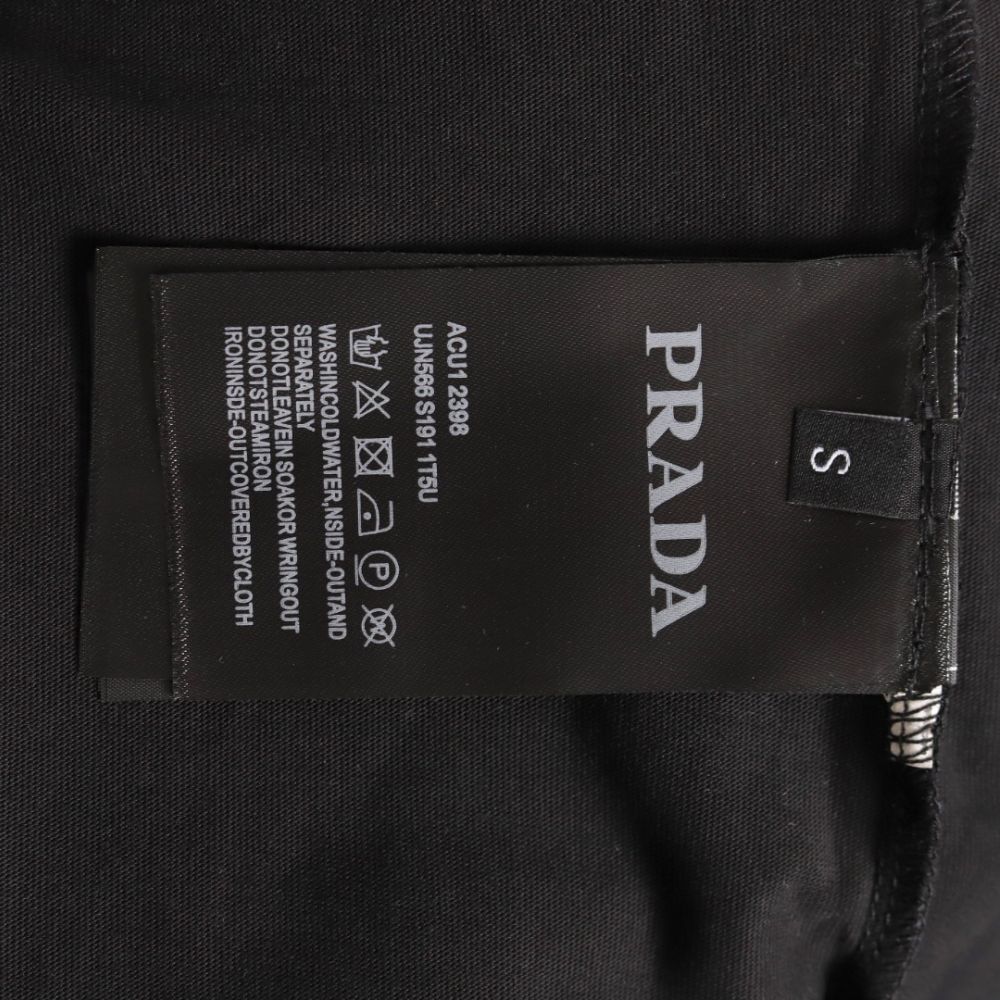 S
PRADA
ACU1 2398
UJN566 S191 1T5U
P
WASHINCOLDWATER,NSIDE-OUTAND
SEPARATELY
DONOTLEAVEIN SOAKOR WRINGOUT
DONOTSTEAMIRON
IRONINSDE-OUTCOVEREDBYCLOTH